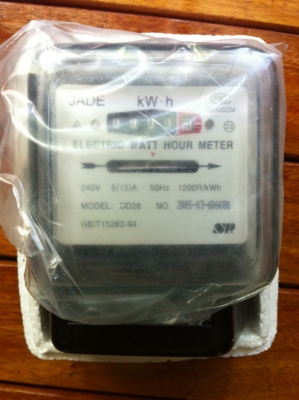 JADE kW·h
ELECTRIC WATT HOUR METER
240V 5(15)A 50Hz 1200R/kWh
MODEL: DD28 NO.
GB/T15283-94